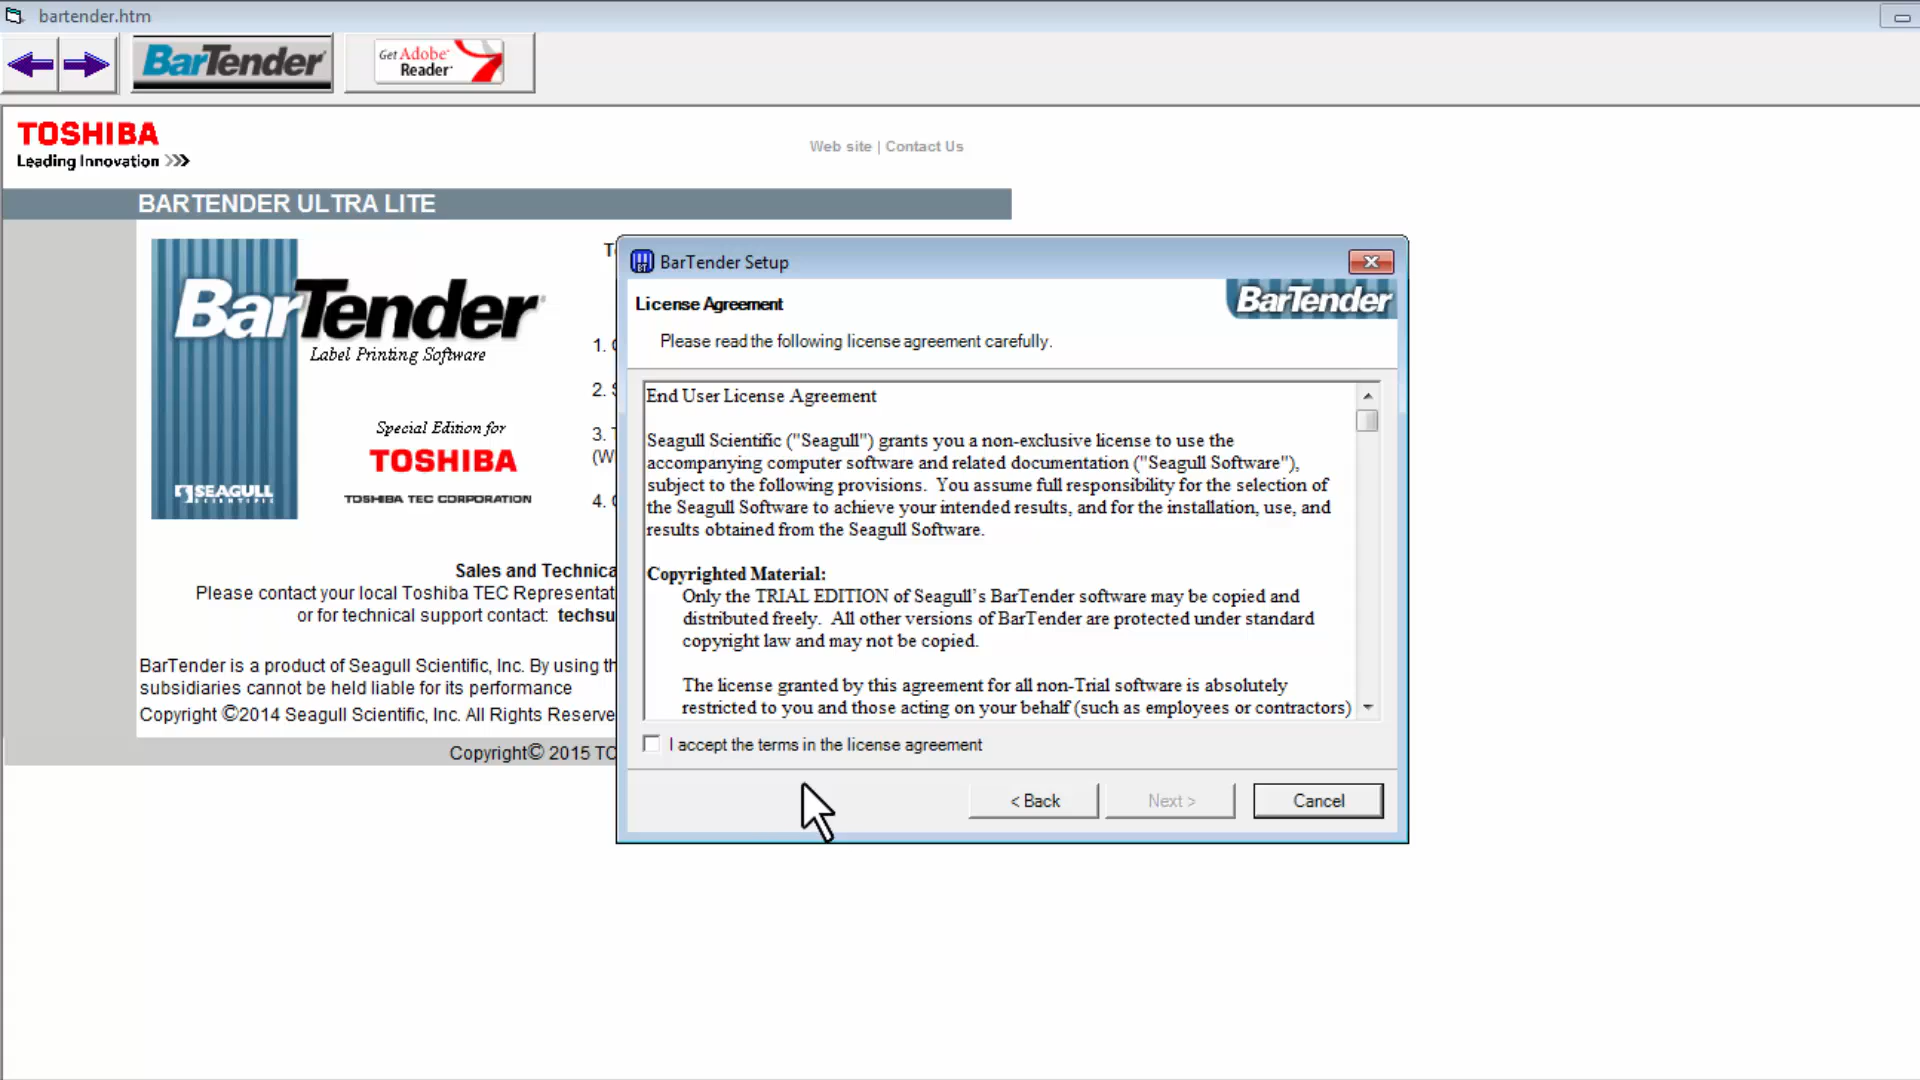 bartender.htm
BarTender
Get Adobe Reader
TOSHIBA
Leading Innovation >>>
Web site | Contact Us
BARTENDER ULTRA LITE
BarTender
Label Printing Software
Special Edition for
TOSHIBA
SEAGULL
SCIENTIFIC
TOSHIBA TEC CORPORATION
1.
2.
3.
(W
4.
Sales and Technica
Please contact your local Toshiba TEC Representat
or for technical support contact: techsu
BarTender is a product of Seagull Scientific, Inc. By using th
subsidiaries cannot be held liable for its performance
Copyright ©2014 Seagull Scientific, Inc. All Rights Reserve
Copyright© 2015 TO
BarTender Setup
License Agreement
BarTender
Please read the following license agreement carefully.
End User License Agreement
Seagull Scientific ("Seagull") grants you a non-exclusive license to use the
accompanying computer software and related documentation ("Seagull Software"),
subject to the following provisions. You assume full responsibility for the selection of
the Seagull Software to achieve your intended results, and for the installation, use, and
results obtained from the Seagull Software.
Copyrighted Material:
Only the TRIAL EDITION of Seagull's BarTender software may be copied and
distributed freely. All other versions of BarTender are protected under standard
copyright law and may not be copied.
The license granted by this agreement for all non-Trial software is absolutely
restricted to you and those acting on your behalf (such as employees or contractors)
I accept the terms in the license agreement
< Back
Next >
Cancel